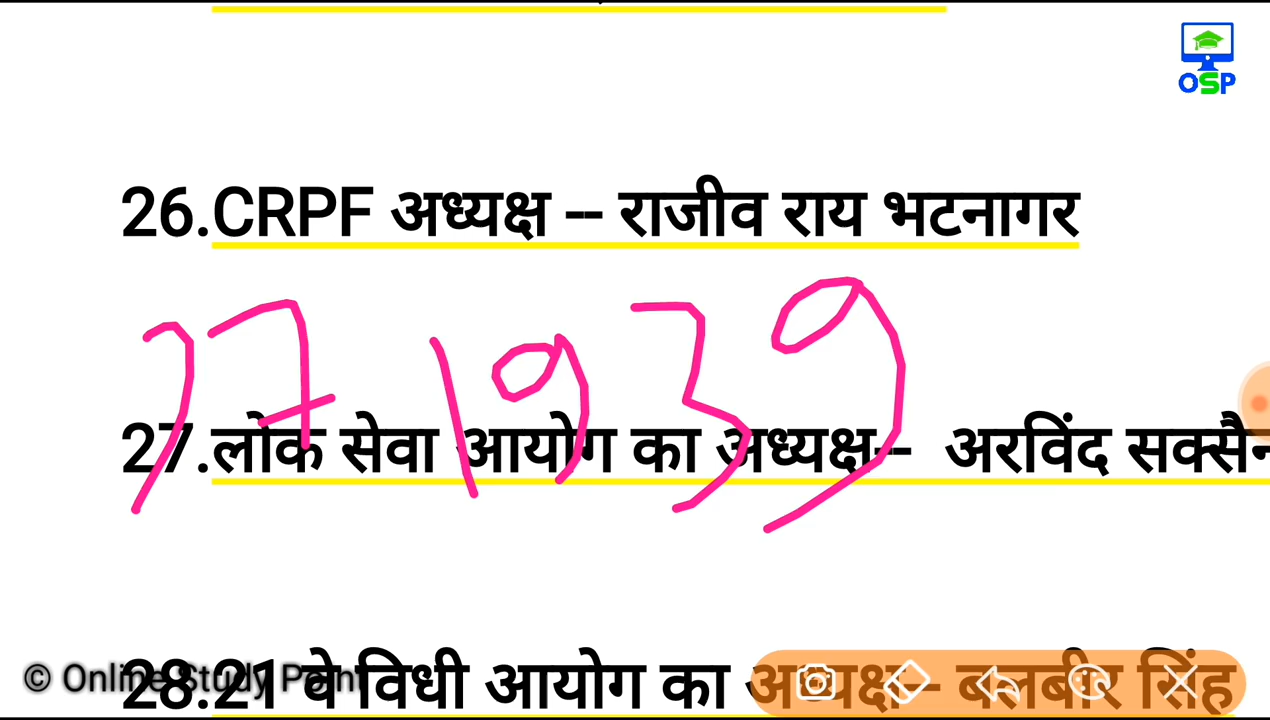 OSP
26.CRPF अध्यक्ष -- राजीव राय भटनागर
27 1939
27.लोक सेवा आयोग का अध्यक्ष-- अरविंद सक्सैन
28.21 वे विधी आयोग का अध्यक्ष-- बलबीर सिंह
© Online Study Point